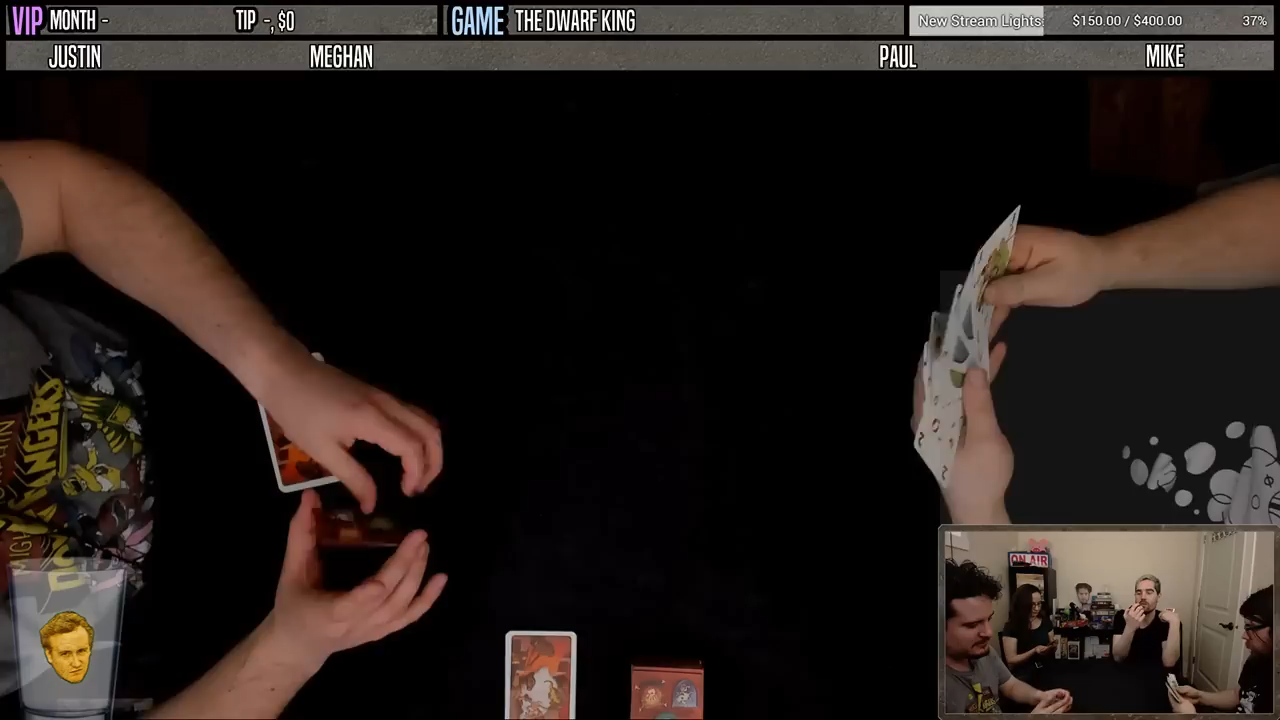 VIP MONTH - TIP -, $0 GAME THE DWARF KING New Stream Lights: $150.00 / $400.00 37%
JUSTIN MEGHAN PAUL MIKE
ON AIR